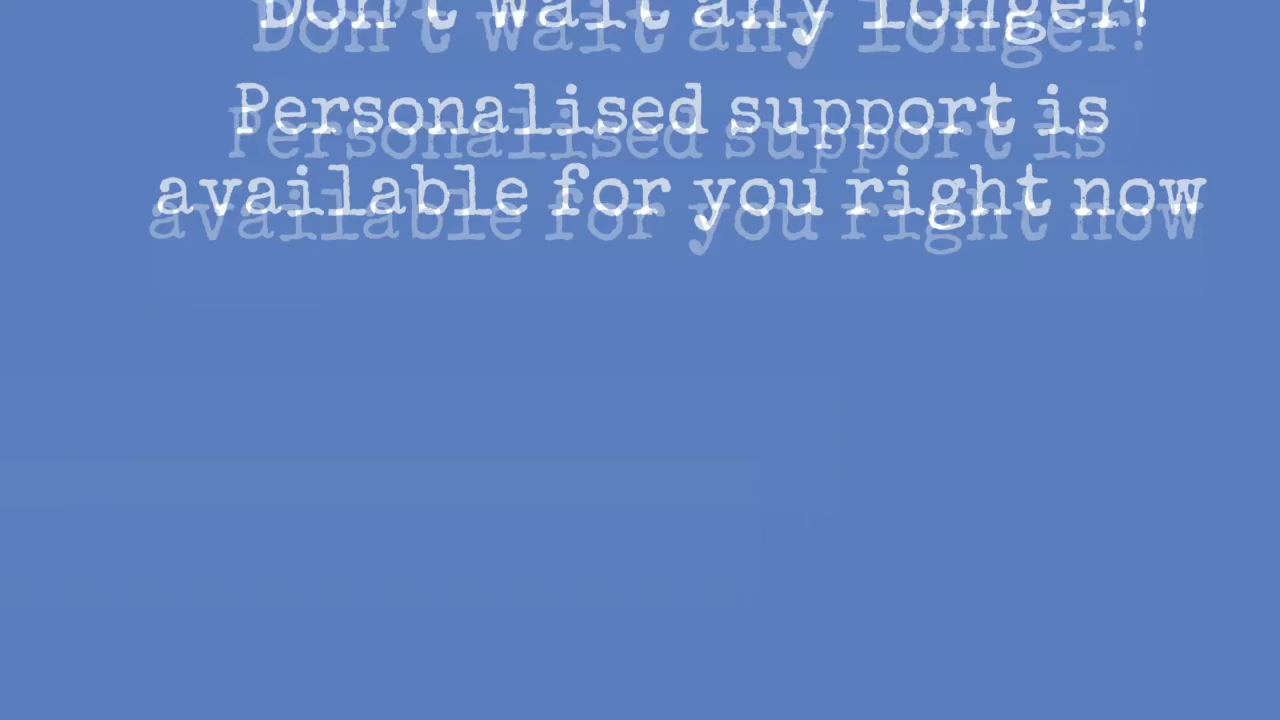 Don't wait any longer!
Personalised support is
available for you right now